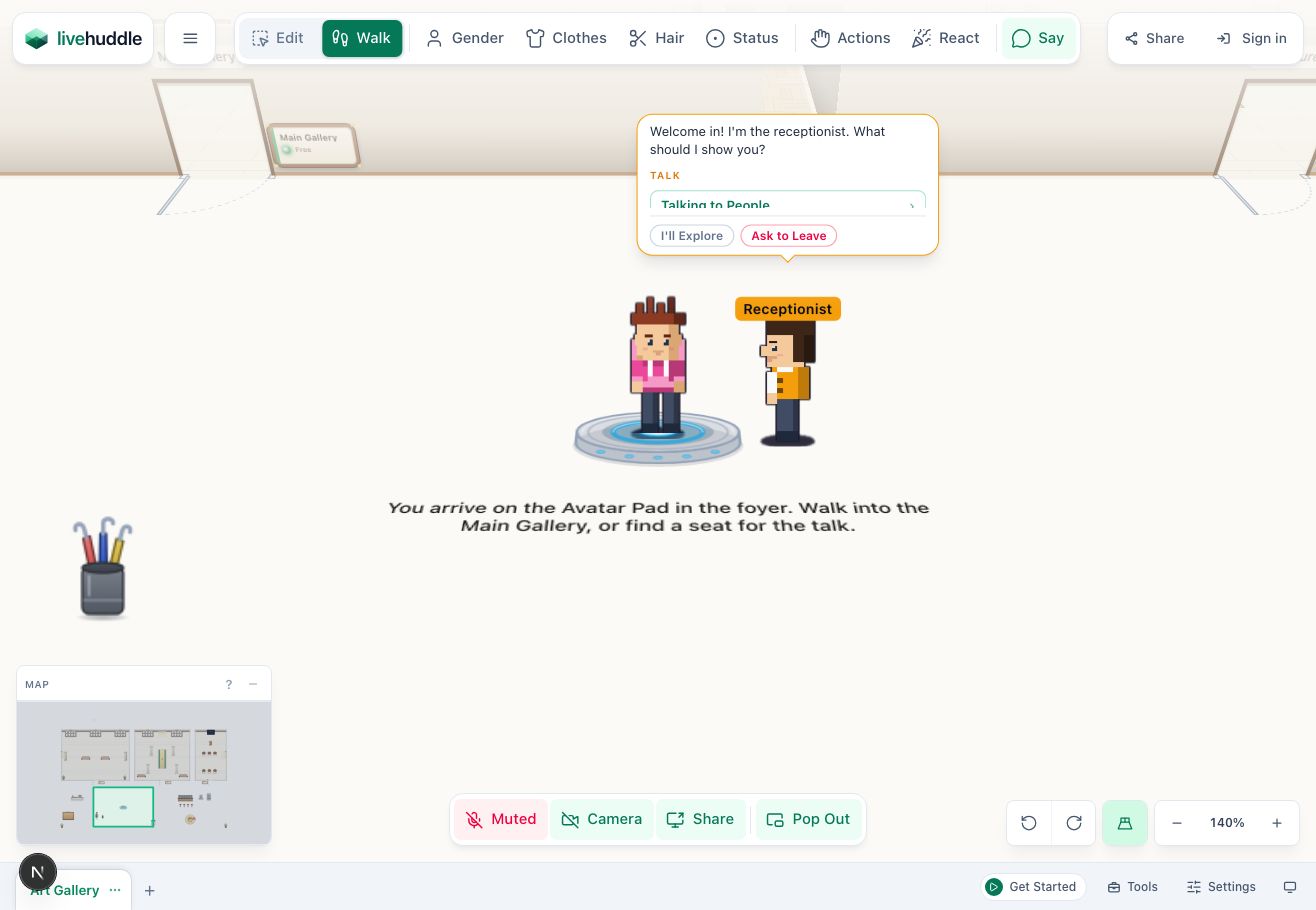 livehuddle
Edit
Walk
Gender
Clothes
Hair
Status
Actions
React
Say
Share
Sign in
Main Gallery
Free
Welcome in! I'm the receptionist. What
should I show you?
TALK
Talking to People
I'll Explore
Ask to Leave
Receptionist
You arrive on the Avatar Pad in the foyer. Walk into the
Main Gallery, or find a seat for the talk.
MAP
?
Muted
Camera
Share
Pop Out
140%
N
Art Gallery
Get Started
Tools
Settings